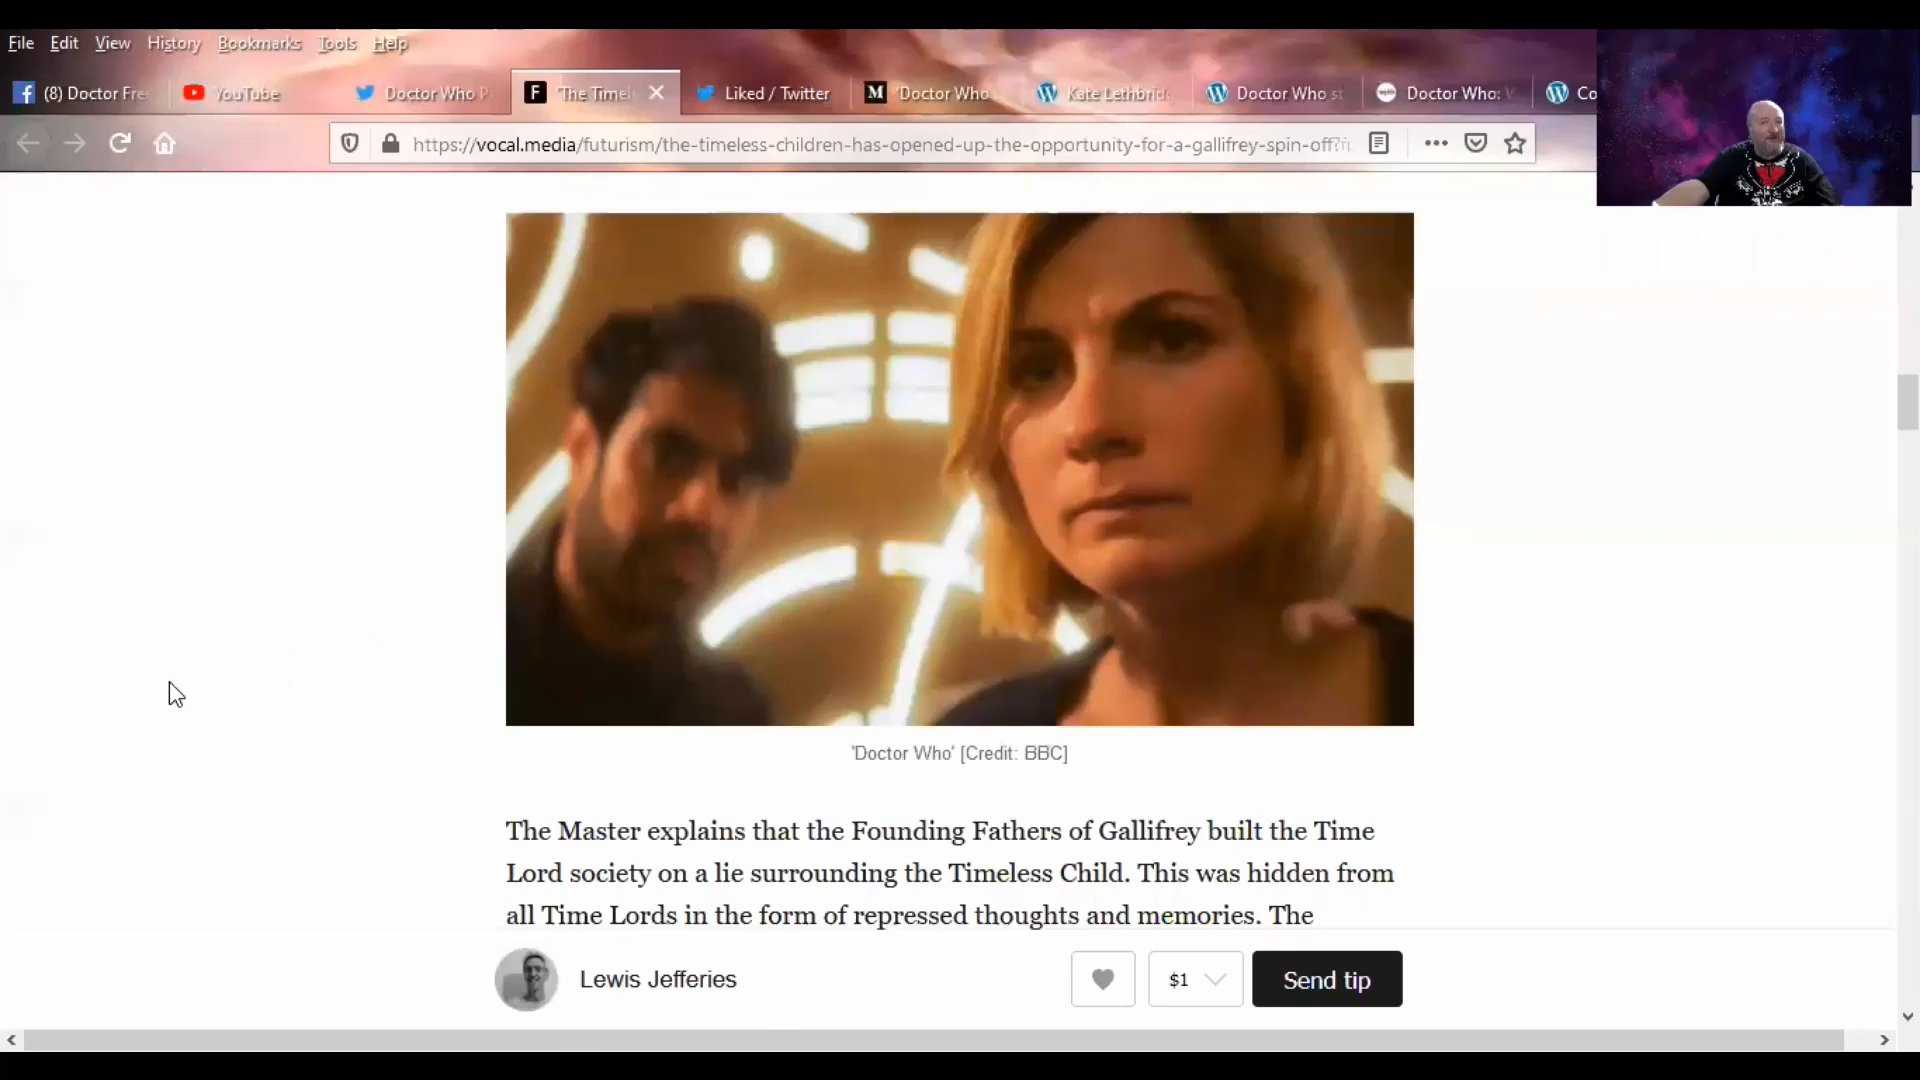 File Edit View History Bookmarks Tools Help
(8) Doctor Fre YouTube Doctor Who P 'The Timel Liked / Twitter 'Doctor Who Kate Lethbrid Doctor Who st Doctor Who: Co
https://vocal.media/futurism/the-timeless-children-has-opened-up-the-opportunity-for-a-gallifrey-spin-off?
'Doctor Who' [Credit: BBC]
The Master explains that the Founding Fathers of Gallifrey built the Time
Lord society on a lie surrounding the Timeless Child. This was hidden from
all Time Lords in the form of repressed thoughts and memories. The
Lewis Jefferies $1 Send tip